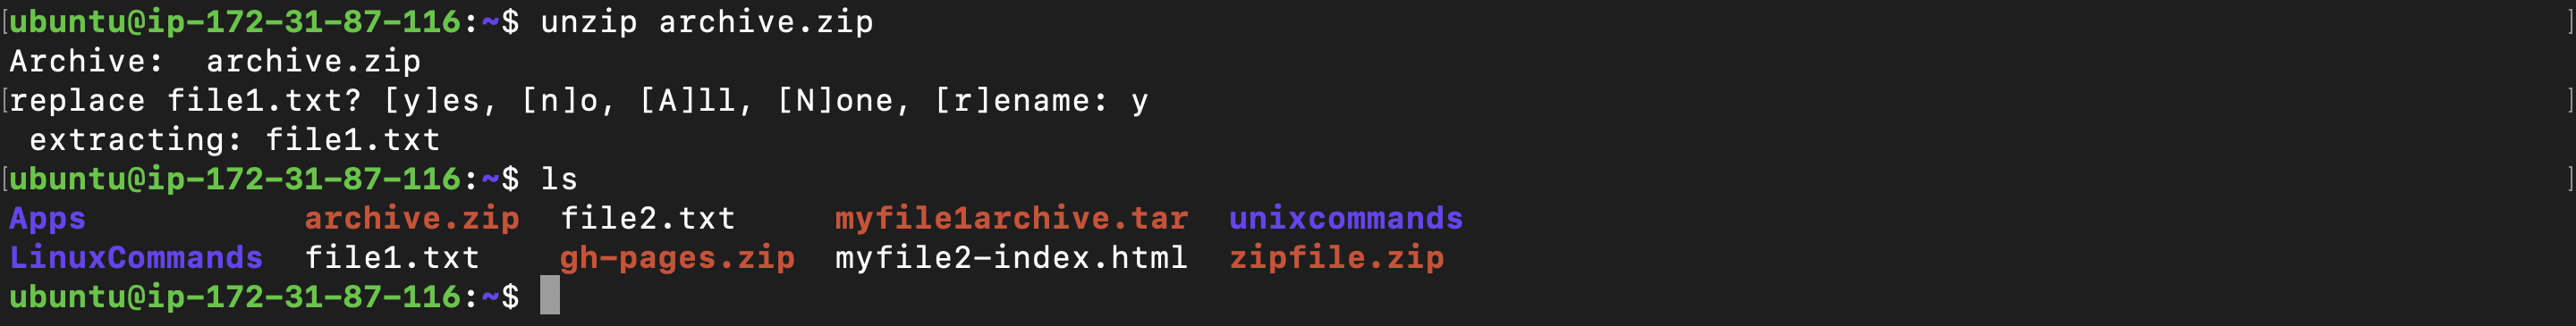 [ubuntu@ip-172-31-87-116:~$ unzip archive.zip ]
Archive:  archive.zip
[replace file1.txt? [y]es, [n]o, [A]ll, [N]one, [r]ename: y ]
 extracting: file1.txt
[ubuntu@ip-172-31-87-116:~$ ls ]
Apps           archive.zip  file2.txt     myfile1archive.tar  unixcommands
LinuxCommands  file1.txt    gh-pages.zip  myfile2-index.html  zipfile.zip
ubuntu@ip-172-31-87-116:~$